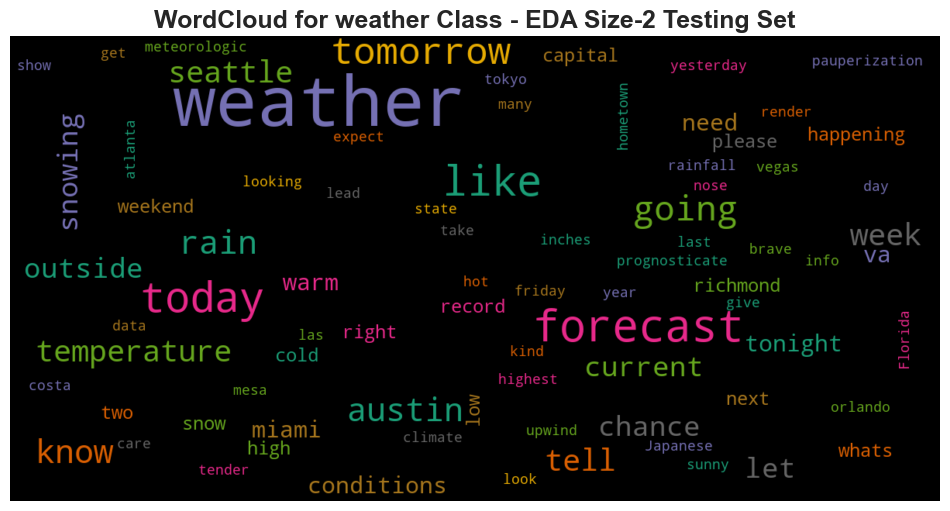 WordCloud for weather Class - EDA Size-2 Testing Set
show
get
meteorologic
tomorrow
capital
yesterday
pauperization
seattle
weather
tokyo
many
hometown
need
render
happening
please
snowing
atlanta
expect
looking
lead
like
rainfall
vegas
nose
day
weekend
state
going
rain
take
inches
last
brave
info
week
va
outside
prognosticate
today
warm
hot
friday
year
richmond
give
record
data
las
right
forecast
Florida
temperature
cold
kind
current
tonight
costa
mesa
highest
next
orlando
two
austin
low
snow
miami
climate
upwind
chance
Japanese
whats
know
care
high
tender
tell
sunny
let
conditions
look